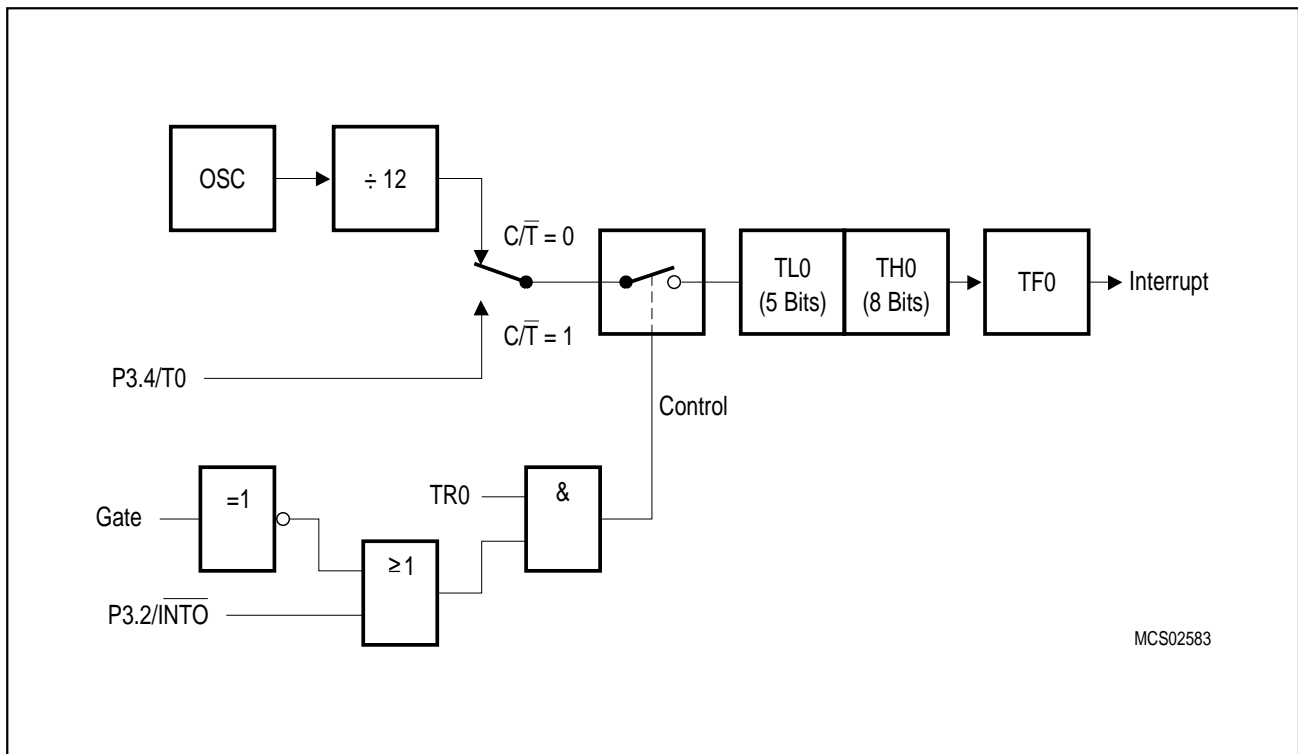 OSC
÷ 12
C/T̅ = 0
C/T̅ = 1
P3.4/T0
TL0
(5 Bits)
TH0
(8 Bits)
TF0
Interrupt
Control
Gate
=1
TR0
&
≥1
P3.2/I̅N̅T̅O̅
MCS02583